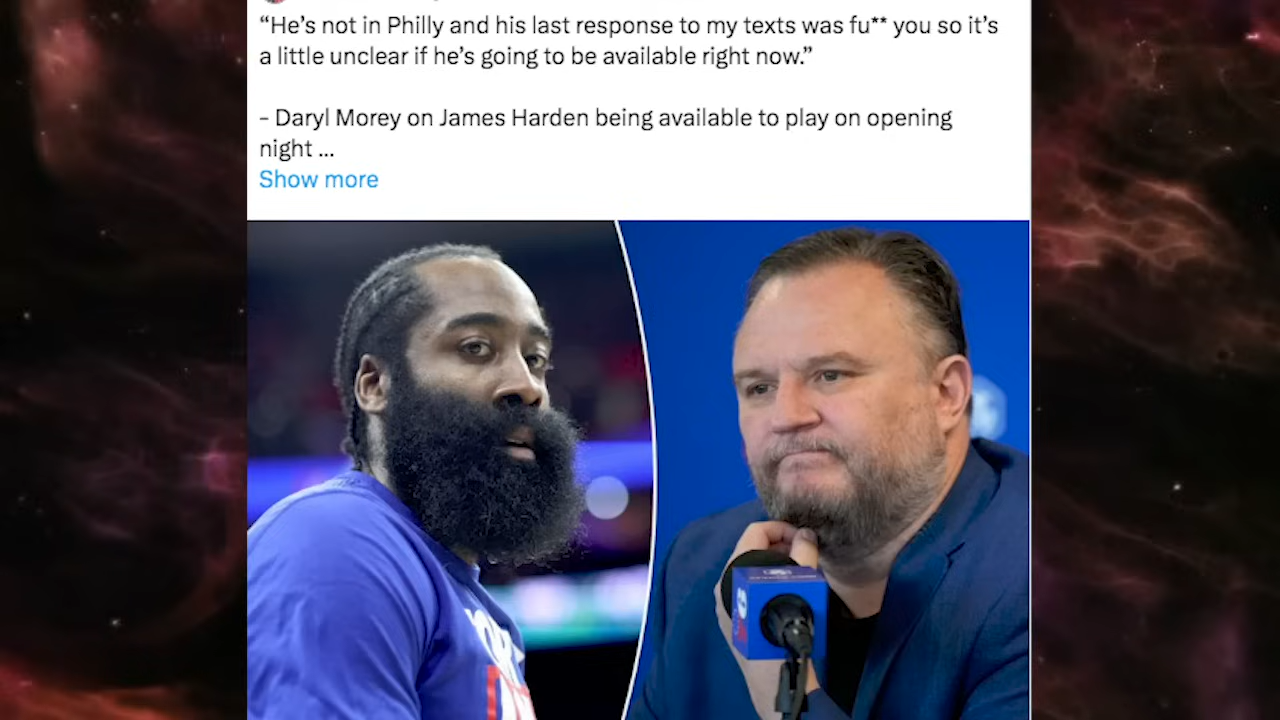 “He’s not in Philly and his last response to my texts was fu** you so it’s
a little unclear if he’s going to be available right now.”
– Daryl Morey on James Harden being available to play on opening
night ...
Show more